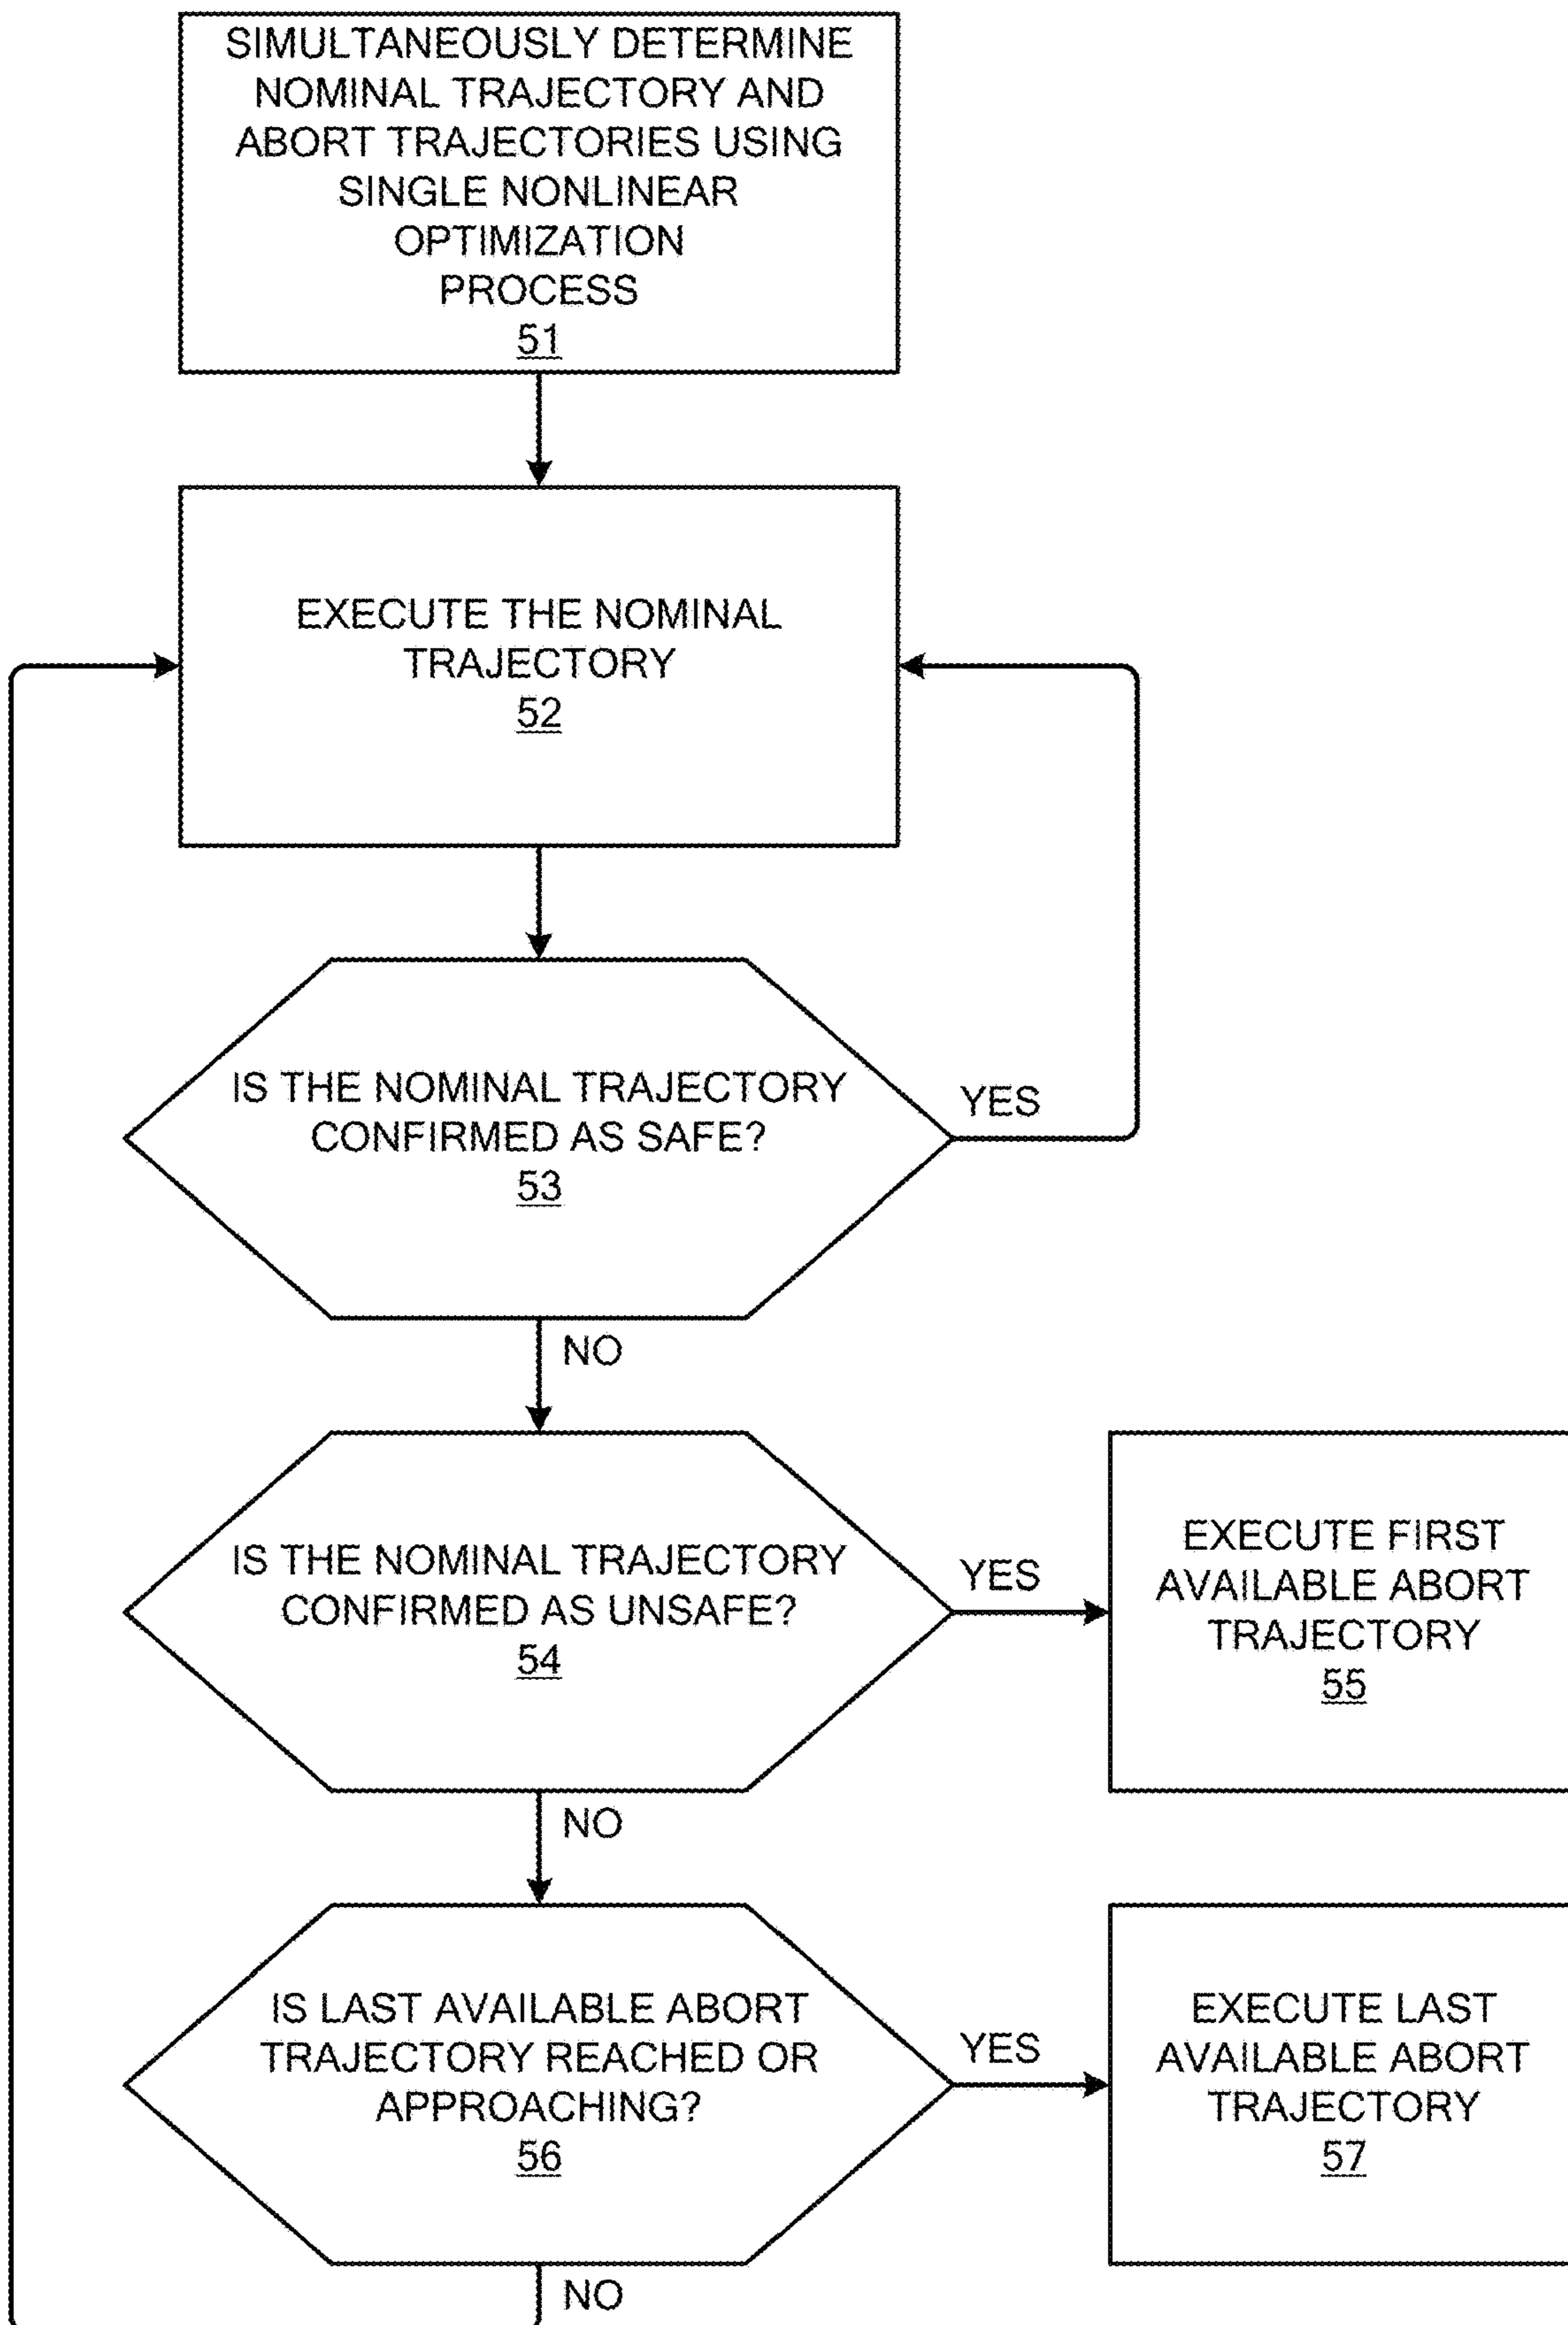 SIMULTANEOUSLY DETERMINE
NOMINAL TRAJECTORY AND
ABORT TRAJECTORIES USING
SINGLE NONLINEAR
OPTIMIZATION
PROCESS
51
EXECUTE THE NOMINAL
TRAJECTORY
52
IS THE NOMINAL TRAJECTORY
CONFIRMED AS SAFE?
53
YES
NO
IS THE NOMINAL TRAJECTORY
CONFIRMED AS UNSAFE?
54
YES
EXECUTE FIRST
AVAILABLE ABORT
TRAJECTORY
55
NO
IS LAST AVAILABLE ABORT
TRAJECTORY REACHED OR
APPROACHING?
56
YES
EXECUTE LAST
AVAILABLE ABORT
TRAJECTORY
57
NO